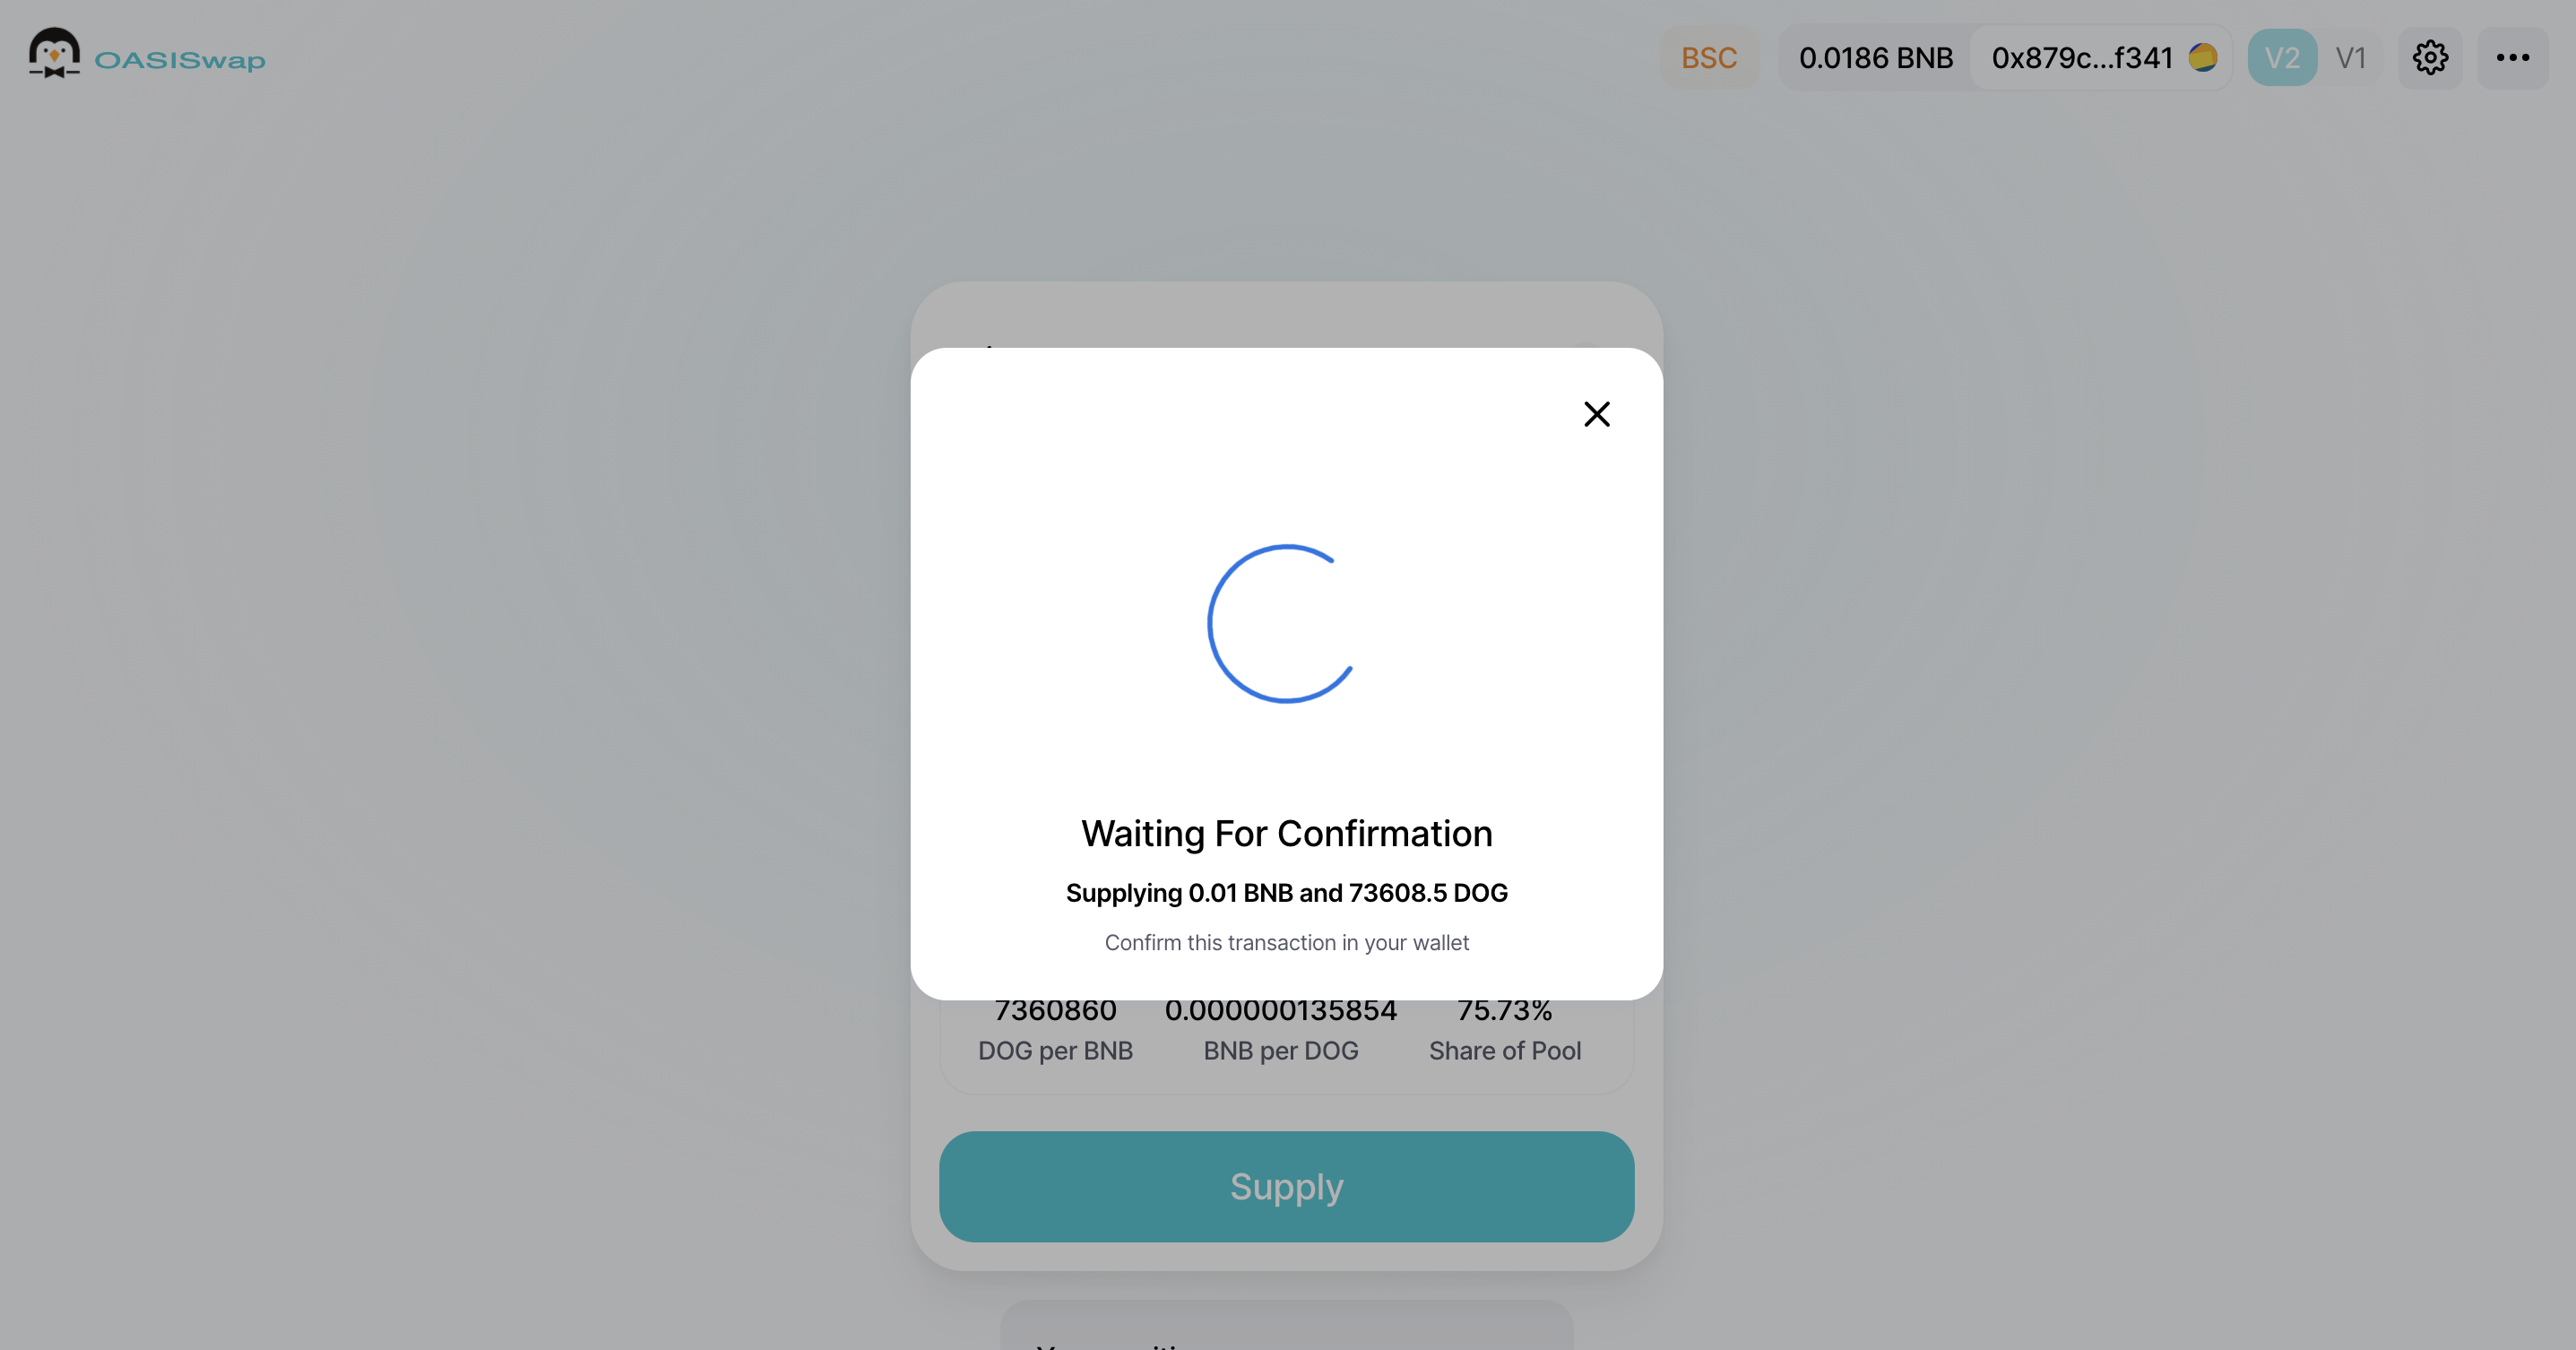 OASISwap
BSC
0.0186 BNB
0x879c...f341
V2
V1
Waiting For Confirmation
Supplying 0.01 BNB and 73608.5 DOG
Confirm this transaction in your wallet
7360860 0.000000135854 75.73%
DOG per BNB BNB per DOG Share of Pool
Supply